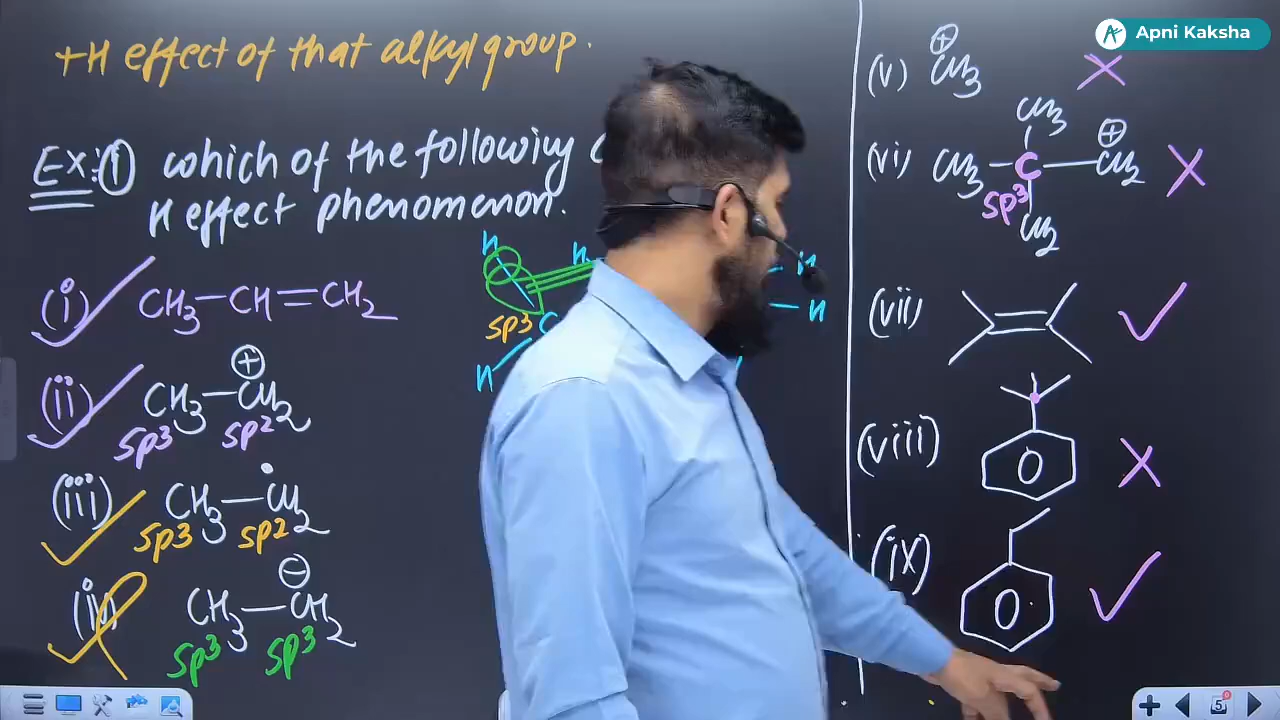 +H effect of that alkyl group.
Ex:① which of the following
H effect phenomenon.
(i) CH3-CH=CH2
(ii) CH3-CH2 ⊕
sp3 sp2
(iii) CH3-CH2 •
sp3 sp2
(iv) CH3-CH2 ⊖
sp3 sp3
H H
sp3 C
H
H
H
Apni Kaksha
(v) ⊕ CH3
CH3
(vi) CH3-C-CH2 ⊕
sp3
CH3
(vii)
(viii)
(ix)
5